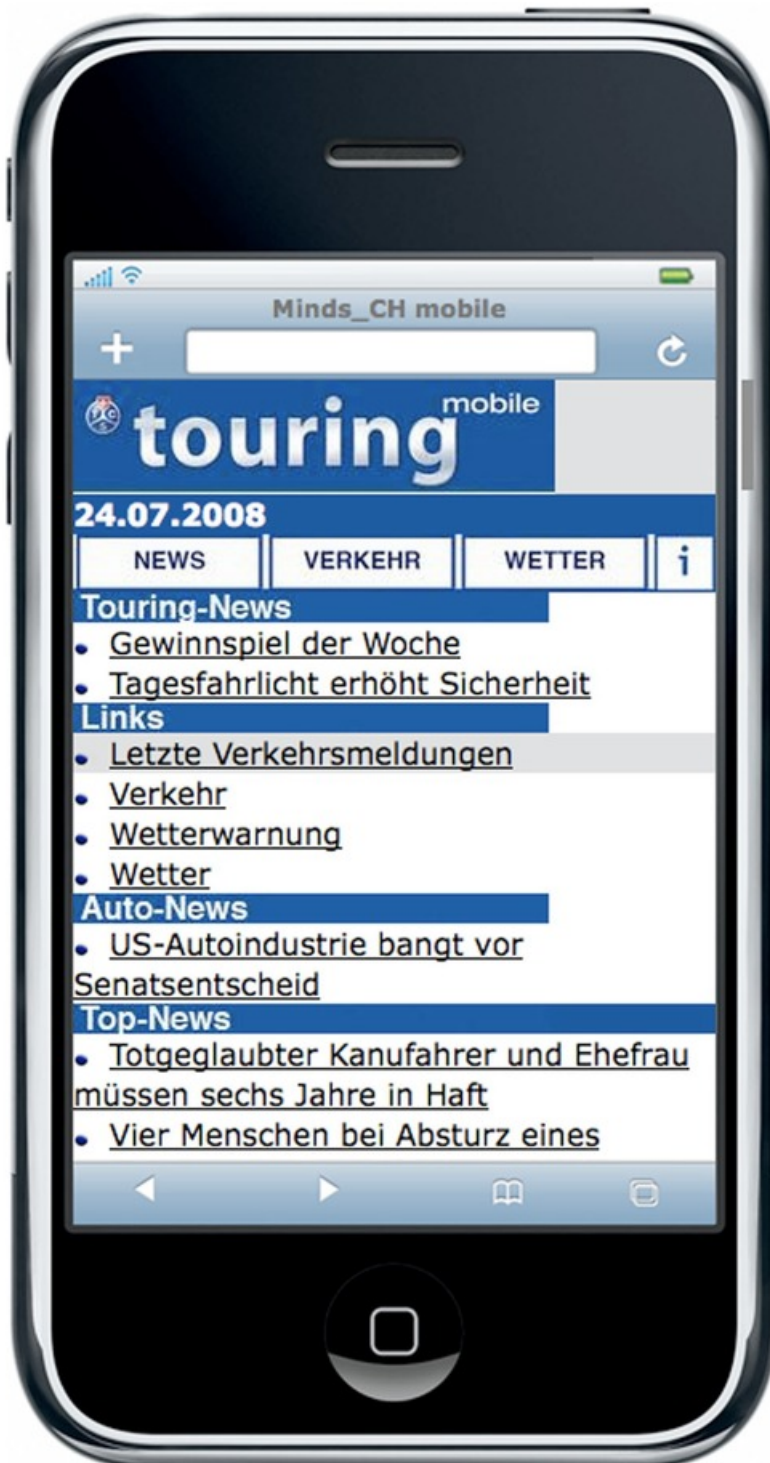 Minds_CH mobile
touring mobile
24.07.2008
NEWS VERKEHR WETTER i
Touring-News
Gewinnspiel der Woche
Tagesfahrlicht erhöht Sicherheit
Links
Letzte Verkehrsmeldungen
Verkehr
Wetterwarnung
Wetter
Auto-News
US-Autoindustrie bangt vor
Senatsentscheid
Top-News
Totgeglaubter Kanufahrer und Ehefrau
müssen sechs Jahre in Haft
Vier Menschen bei Absturz eines